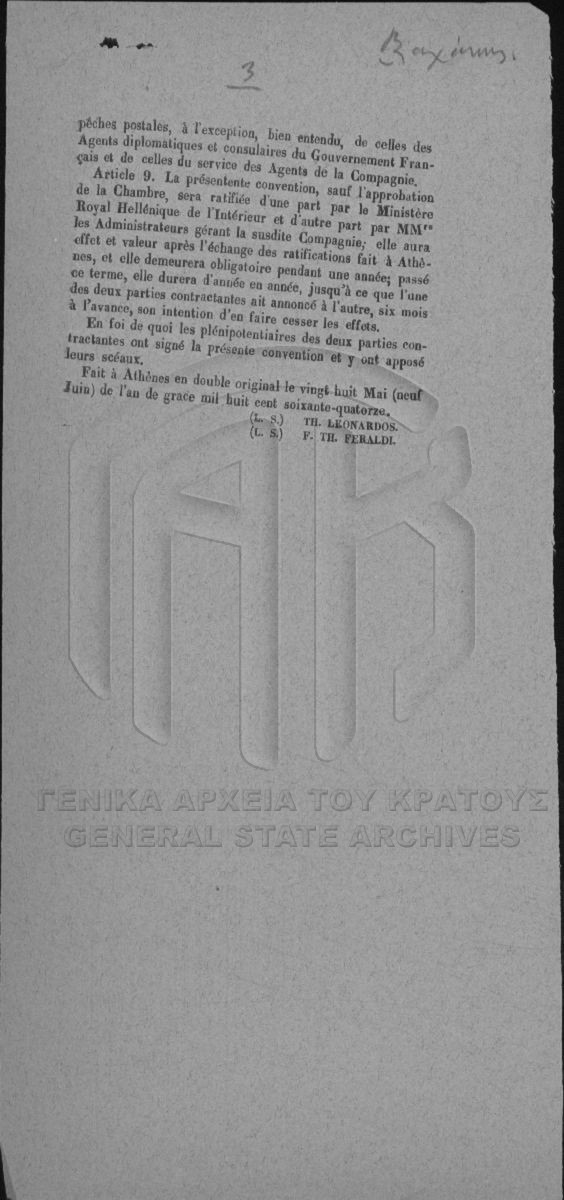 3
pêches postales, à l'exception, bien entendu, de celles des
Agents diplomatiques et consulaires du Gouvernement Fran-
çais et de celles du service des Agents de la Compagnie.
Article 9. La présentente convention, sauf l'approbation
de la Chambre, sera ratifiée d'une part par le Ministère
Royal Hellénique de l'Intérieur et d'autre part par MMrs
les Administrateurs gérant la susdite Compagnie; elle aura
effet et valeur après l'échange des ratifications fait à Athè-
nes, et elle demeurera obligatoire pendant une année; passé
ce terme, elle durera d'année en année, jusqu'à ce que l'une
des deux parties contractantes ait annoncé à l'autre, six mois
à l'avance, son intention d'en faire cesser les effets.
En foi de quoi les plénipotentiaires des deux parties con-
tractantes ont signé la présente convention et y ont apposé
leurs scéaux.
Fait à Athènes en double original le vingt huit Mai (neuf
Juin) de l'an de grace mil huit cent soixante-quatorze.
(L. S.) TH. LEONARDOS.
(L. S.) F. TH. FERALDI.
ΓΕΝΙΚΑ ΑΡΧΕΙΑ ΤΟΥ ΚΡΑΤΟΥΣ
GENERAL STATE ARCHIVES